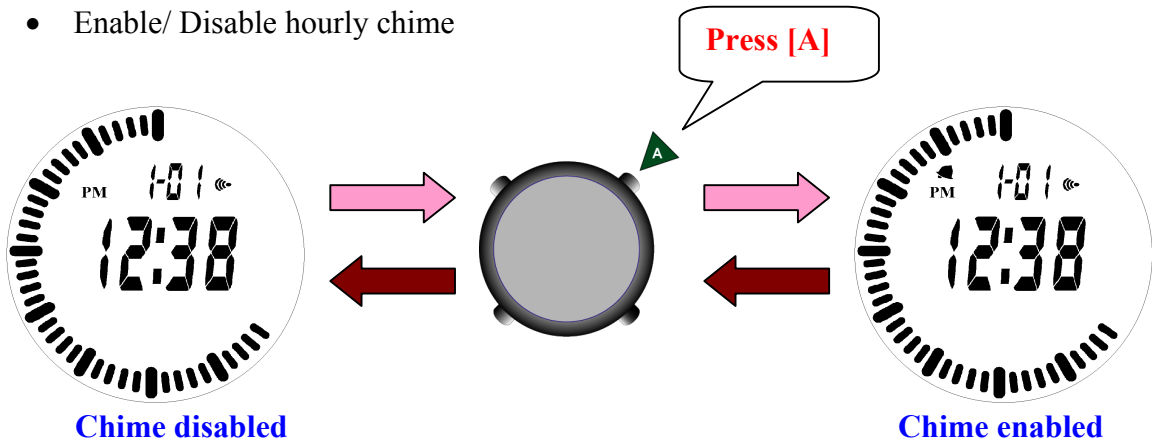 • Enable/ Disable hourly chime
Press [A]
A
PM 1-01
12:38
PM 1-01
12:38
Chime disabled
Chime enabled